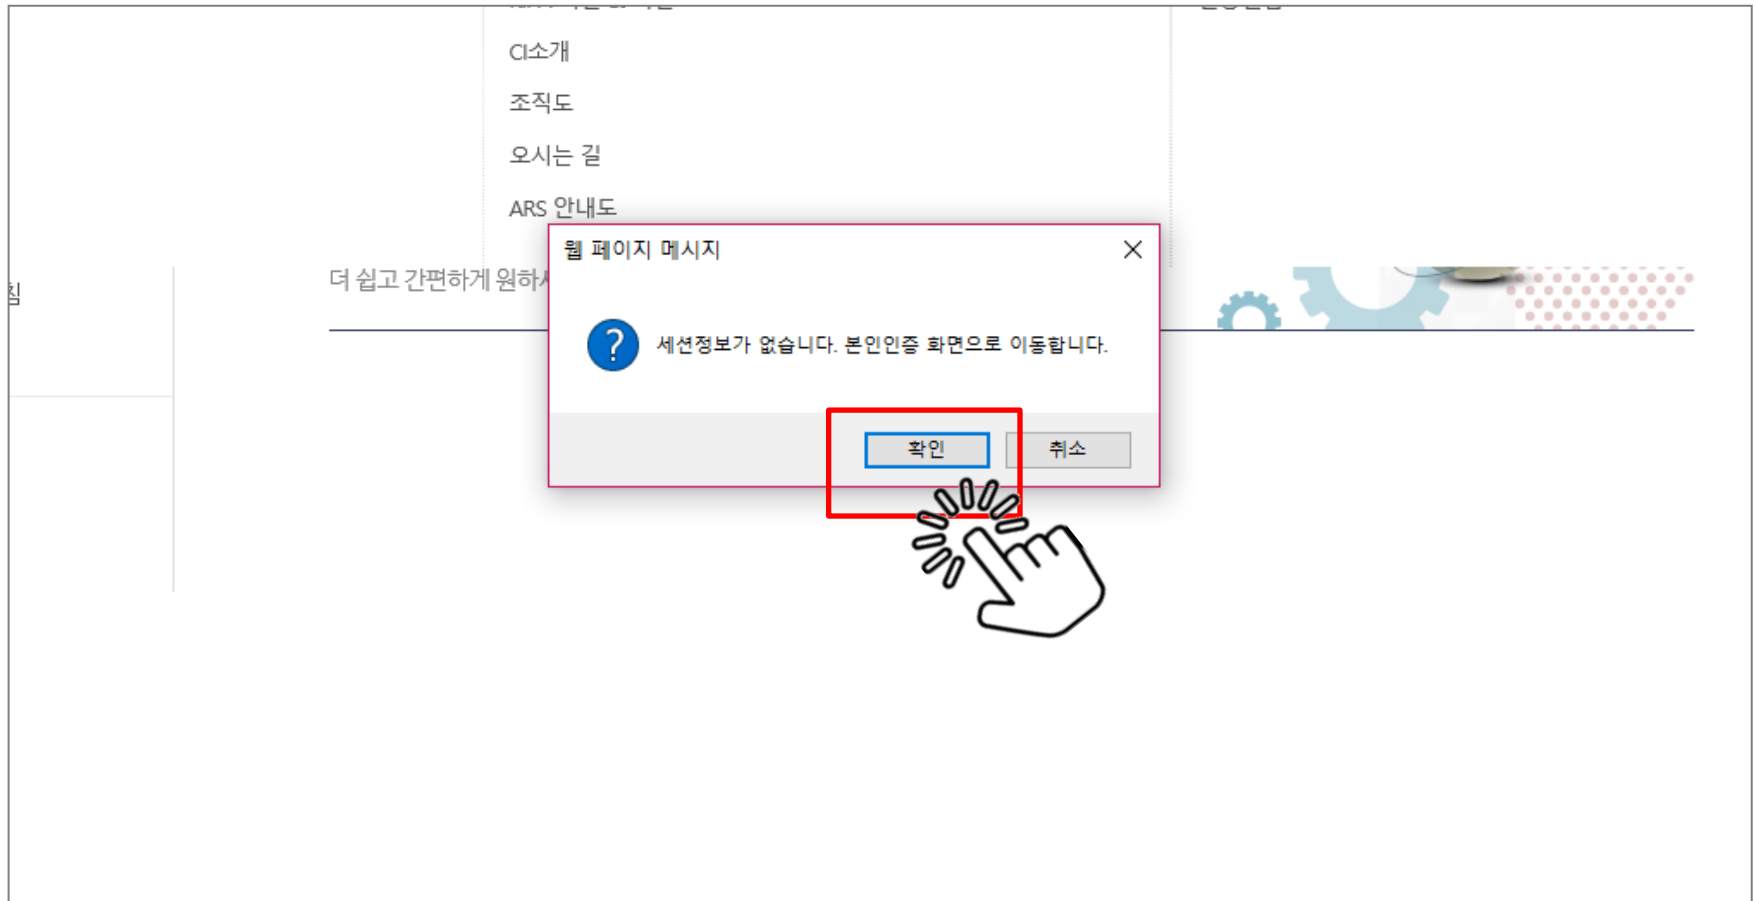 CI소개
조직도
오시는 길
ARS 안내도
웹 페이지 메시지
더 쉽고 간편하게
세션정보가 없습니다. 본인인증 화면으로 이동합니다.
확인
취소